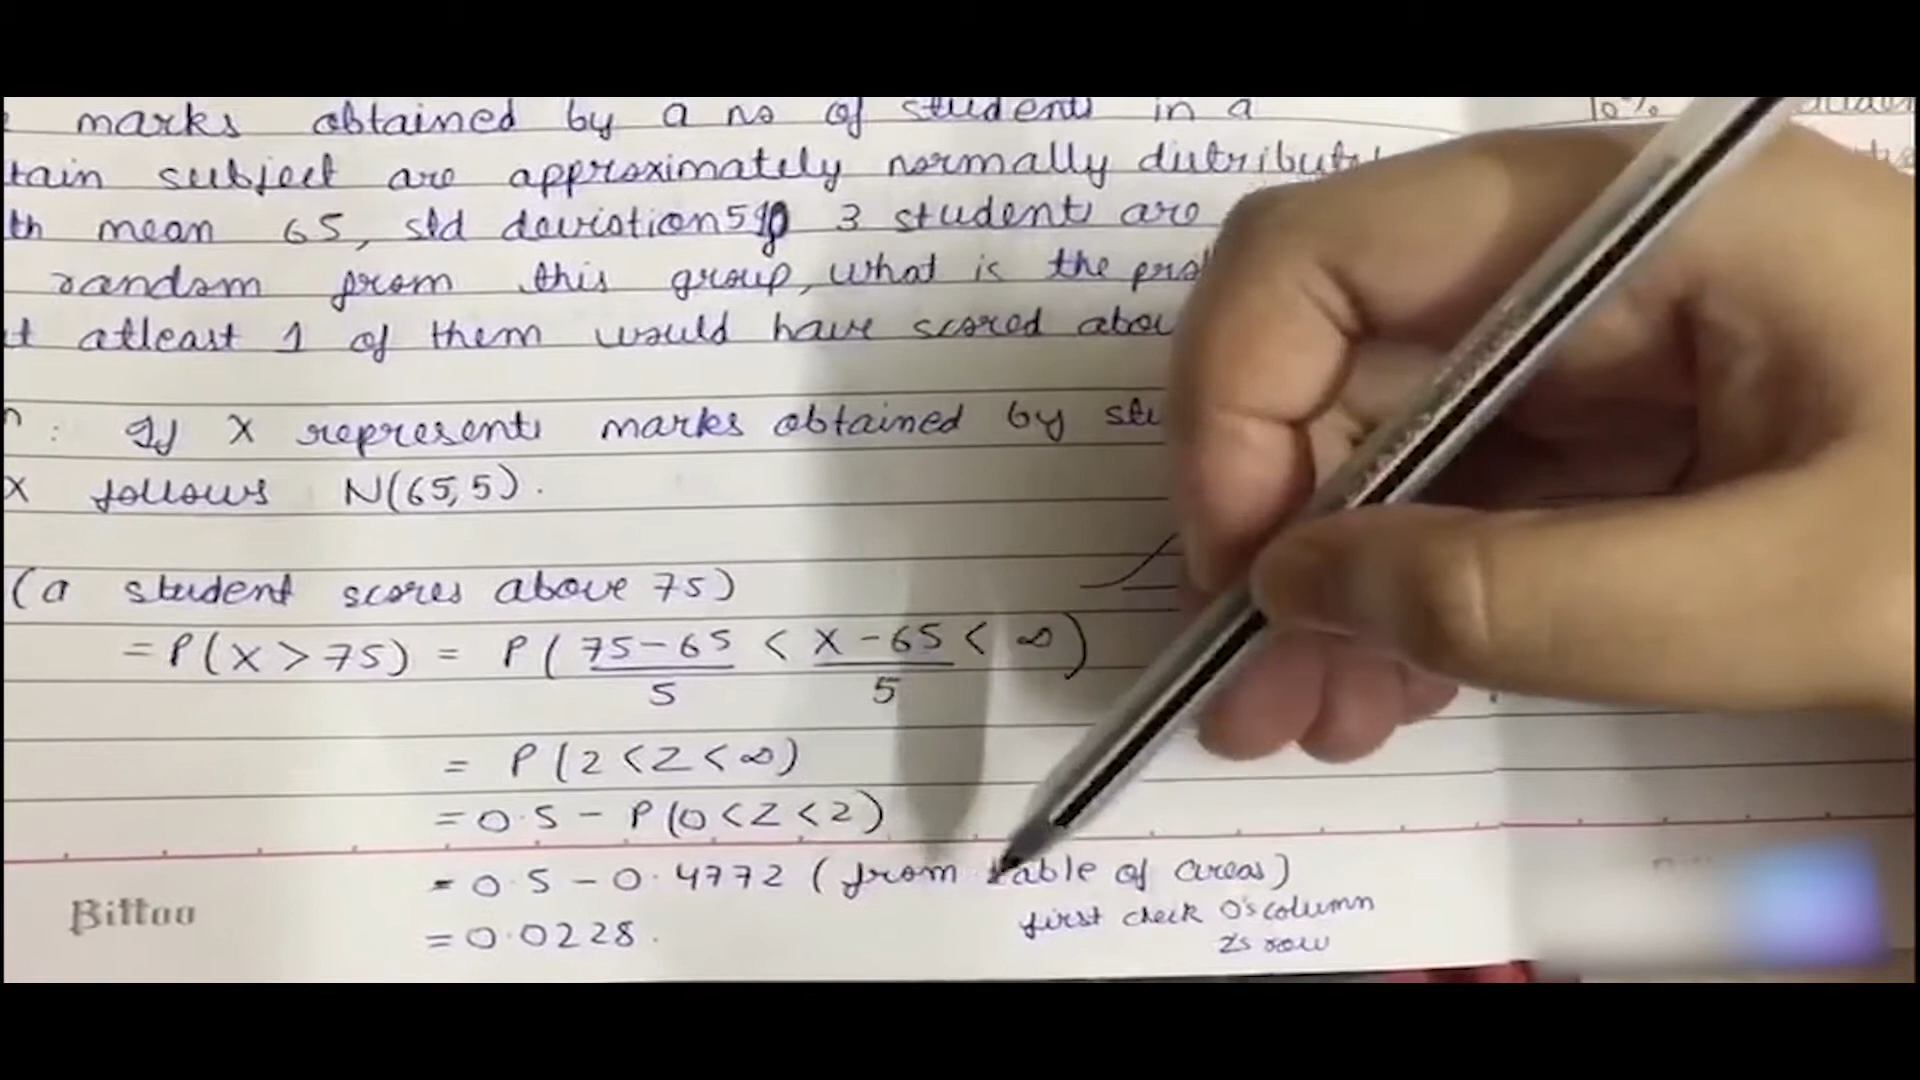 marks obtained by a no of students in a
tain subject are approximately normally distribut
th mean 65, std deviation 5 If 3 students are
random from this group, what is the pro
t atleast 1 of them would have scored abov
n : If X represents marks obtained by stu
X follows N(65,5).
(a student scores above 75)
= P(X > 75) = P( 75-65 / 5 < X - 65 / 5 < ∞ )
= P(2 < Z < ∞)
= 0.5 - P(0 < Z < 2)
= 0.5 - 0.4772 (from table of areas)
first check 0's column
2s row
= 0.0228.
Bittoo
10%